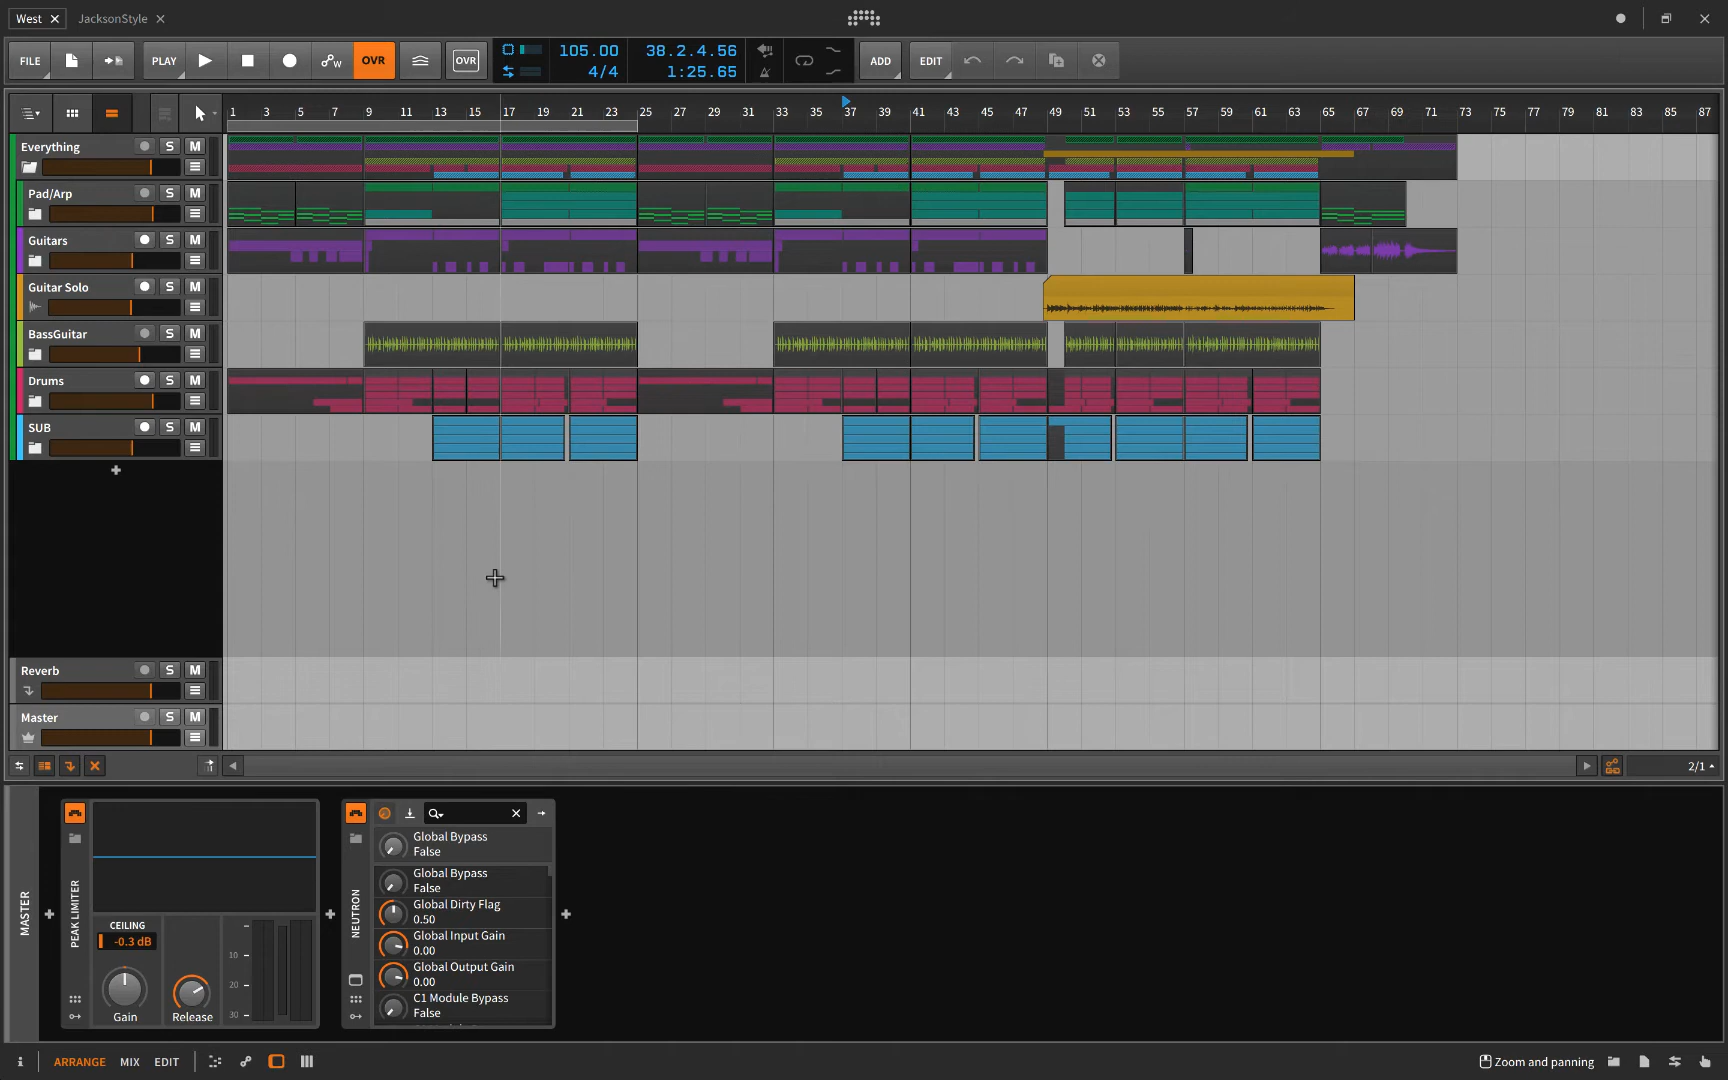 West
JacksonStyle
FILE
PLAY
OVR
OVR
105.00
4/4
38.2.4.56
1:25.65
ADD
EDIT
1 3 5 7 9 11 13 15 17 19 21 23 25 27 29 31 33 35 37 39 41 43 45 47 49 51 53 55 57 59 61 63 65 67 69 71 73 75 77 79 81 83 85 87
Everything S M
Pad/Arp S M
Guitars S M
Guitar Solo S M
BassGuitar S M
Drums S M
SUB S M
Reverb S M
Master S M
2/1
MASTER
PEAK LIMITER
CEILING
-0.3 dB
Gain
Release
10
20
30
NEUTRON
Global Bypass
False
Global Bypass
False
Global Dirty Flag
0.50
Global Input Gain
0.00
Global Output Gain
0.00
C1 Module Bypass
False
i
ARRANGE
MIX
EDIT
Zoom and panning